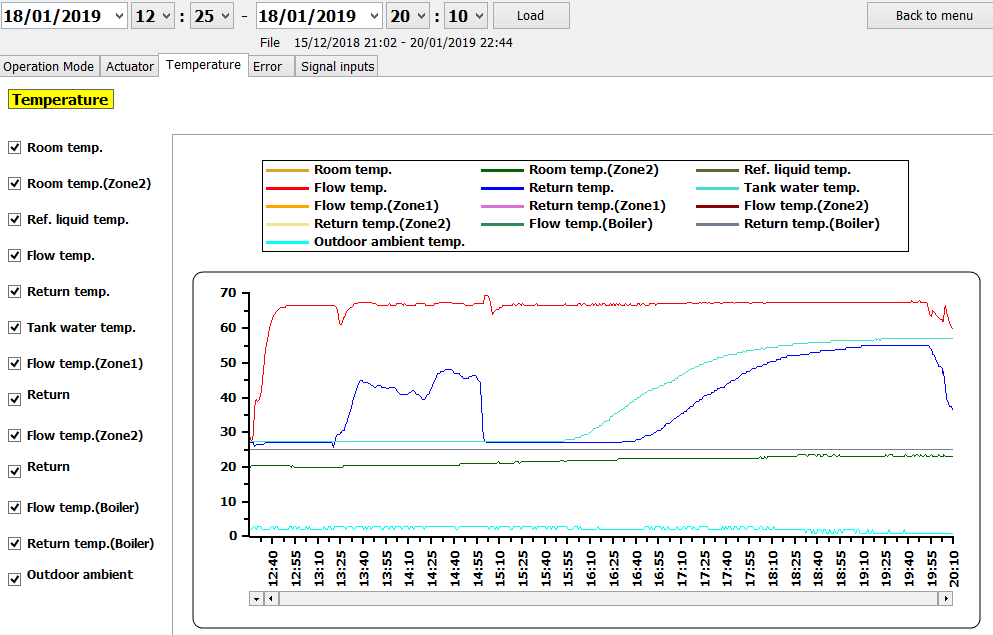 18/01/2019 12 : 25 - 18/01/2019 20 : 10 Load Back to menu
File 15/12/2018 21:02 - 20/01/2019 22:44
Operation Mode Actuator Temperature Error Signal inputs
Temperature
Room temp.
Room temp.(Zone2)
Ref. liquid temp.
Flow temp.
Return temp.
Tank water temp.
Flow temp.(Zone1)
Return
Flow temp.(Zone2)
Return
Flow temp.(Boiler)
Return temp.(Boiler)
Outdoor ambient
Room temp. Room temp.(Zone2) Ref. liquid temp.
Flow temp. Return temp. Tank water temp.
Flow temp.(Zone1) Return temp.(Zone1) Flow temp.(Zone2)
Return temp.(Zone2) Flow temp.(Boiler) Return temp.(Boiler)
Outdoor ambient temp.
70
60
50
40
30
20
10
0
12:40 12:55 13:10 13:25 13:40 13:55 14:10 14:25 14:40 14:55 15:10 15:25 15:40 15:55 16:10 16:25 16:40 16:55 17:10 17:25 17:40 17:55 18:10 18:25 18:40 18:55 19:10 19:25 19:40 19:55 20:10